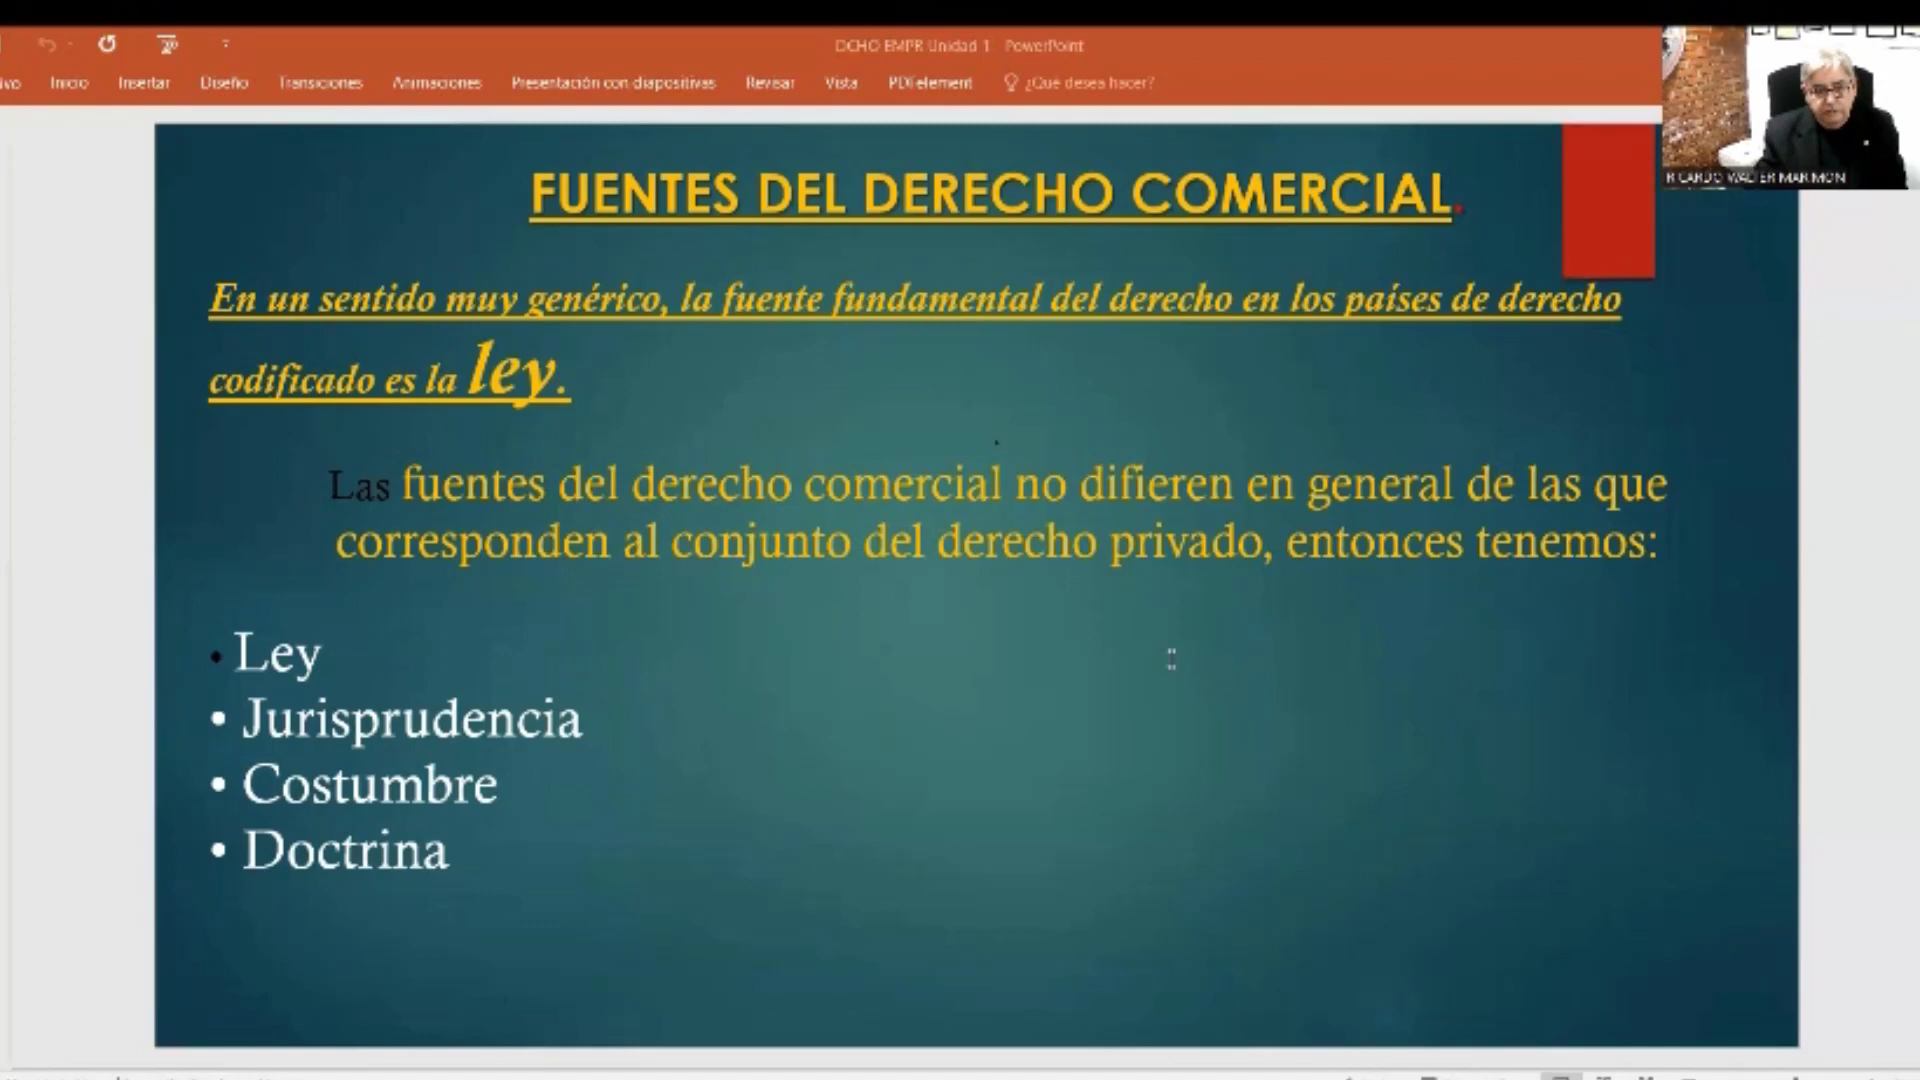 DCHO EMPR Unidad 1 PowerPoint
Inicio Insertar Diseño Transiciones Animaciones Presentación con diapositivas Revisar Vista PDFelement ¿Qué desea hacer?
RICARDO WALTER MARIMON
FUENTES DEL DERECHO COMERCIAL.
En un sentido muy genérico, la fuente fundamental del derecho en los países de derecho
codificado es la ley.
Las fuentes del derecho comercial no difieren en general de las que
corresponden al conjunto del derecho privado, entonces tenemos:
• Ley
• Jurisprudencia
• Costumbre
• Doctrina